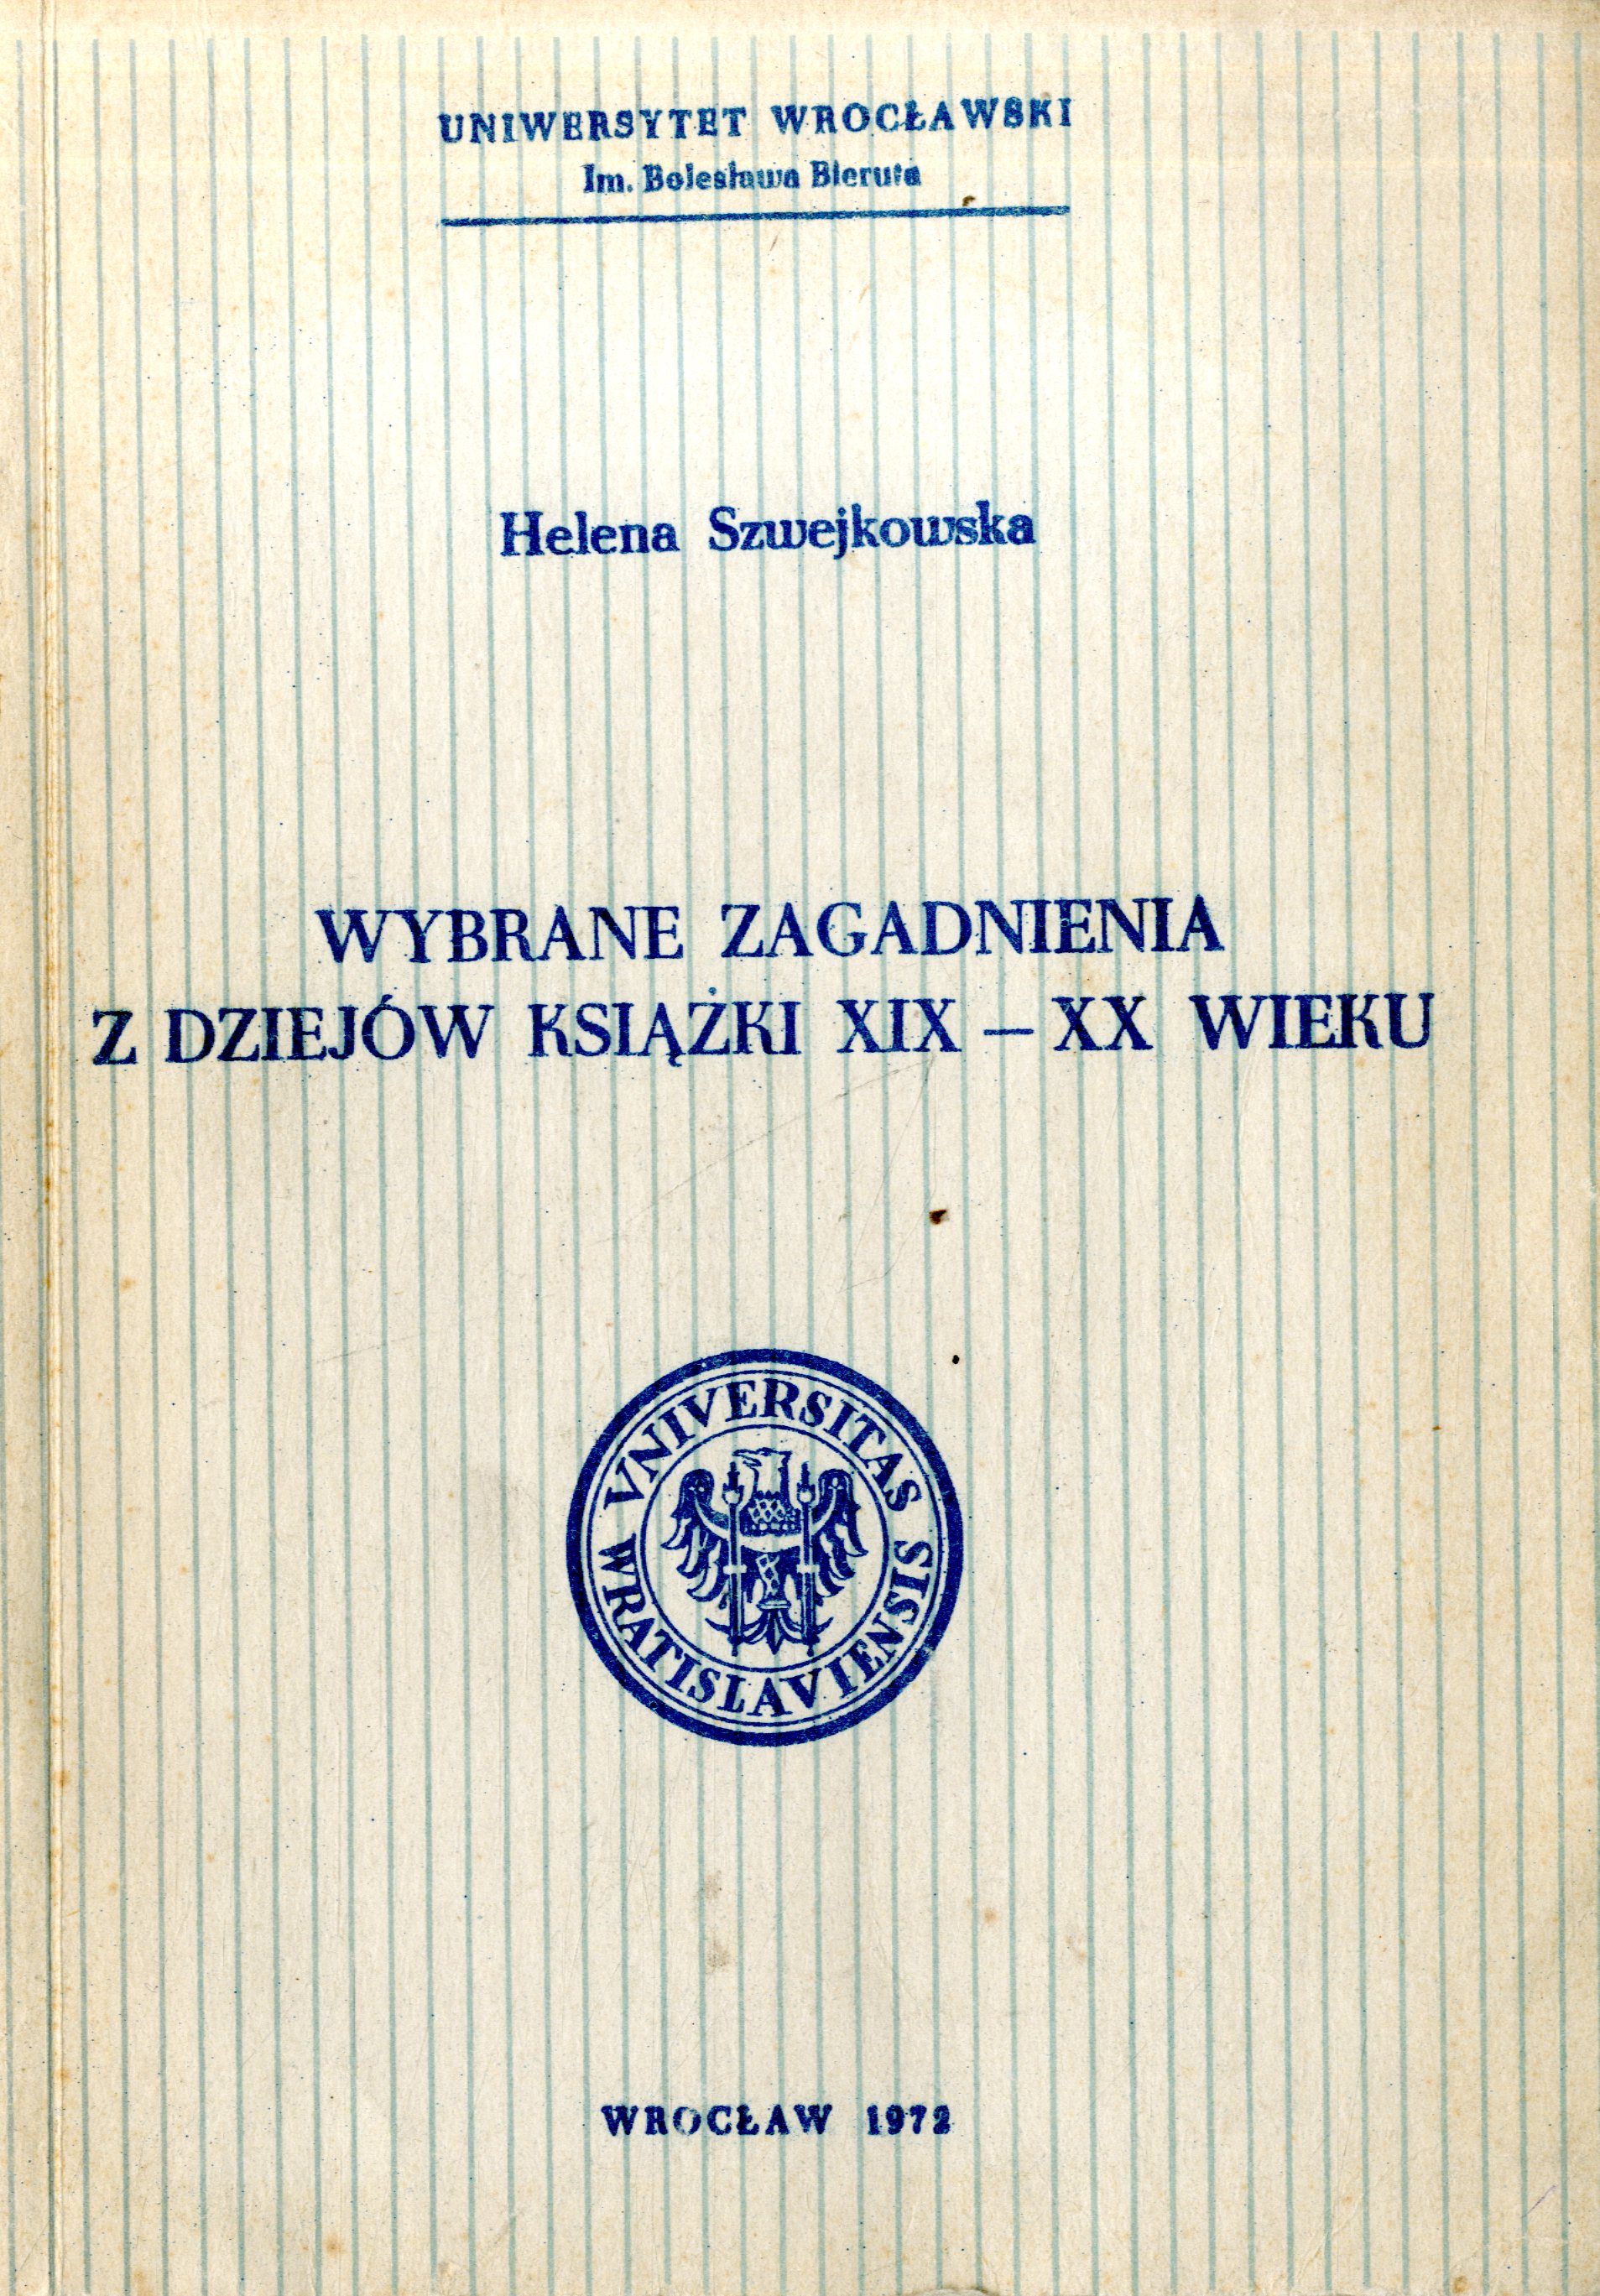 UNIWERSYTET WROCŁAWSKI
Im. Bolesława Bieruta
Helena Szwejkowska
WYBRANE ZAGADNIENIA
Z DZIEJÓW KSIĄŻKI XIX – XX WIEKU
VNIVERSITAS
WRATISLAVIENSIS
WROCŁAW 1972